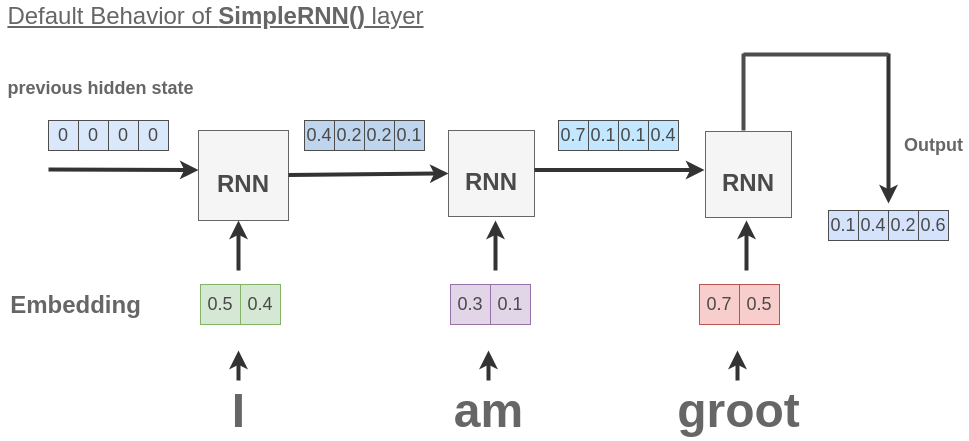 Default Behavior of SimpleRNN() layer
previous hidden state
0 0 0 0
0.4 0.2 0.2 0.1
0.7 0.1 0.1 0.4
Output
RNN
RNN
RNN
0.1 0.4 0.2 0.6
Embedding
0.5 0.4
0.3 0.1
0.7 0.5
I
am
groot